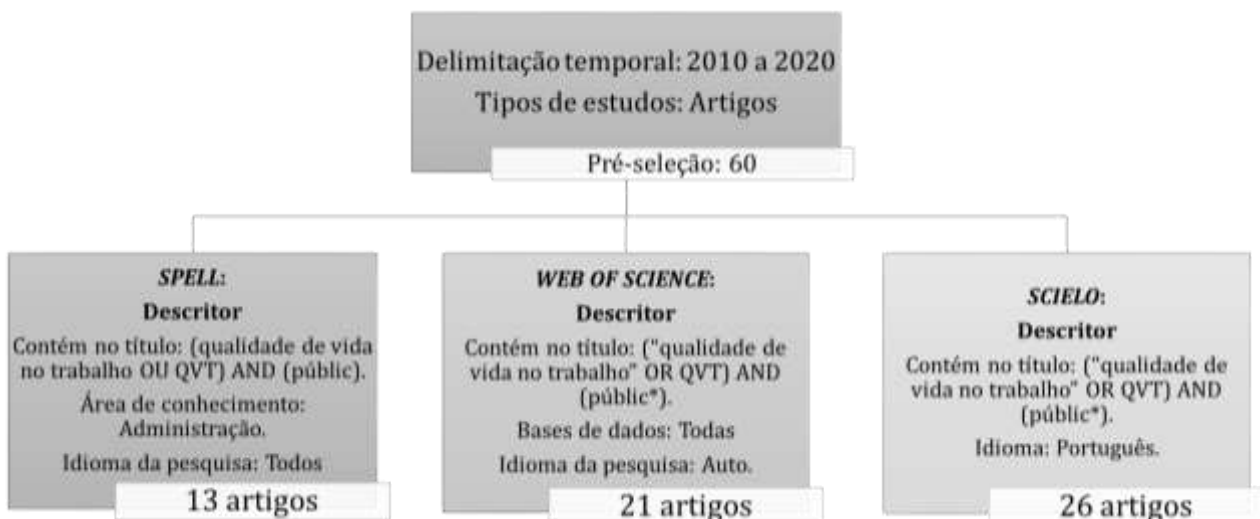 Delimitação temporal: 2010 a 2020
Tipos de estudos: Artigos
Pré-seleção: 60
SPELL:
Descritor
Contém no título: (qualidade de vida
no trabalho OU QVT) AND (públic).
Área de conhecimento:
Administração.
Idioma da pesquisa: Todos
13 artigos
WEB OF SCIENCE:
Descritor
Contém no título: ("qualidade de
vida no trabalho" OR QVT) AND
(públic*).
Bases de dados: Todas
Idioma da pesquisa: Auto.
21 artigos
SCIELO:
Descritor
Contém no título: ("qualidade de
vida no trabalho" OR QVT) AND
(públic*).
Idioma: Português.
26 artigos